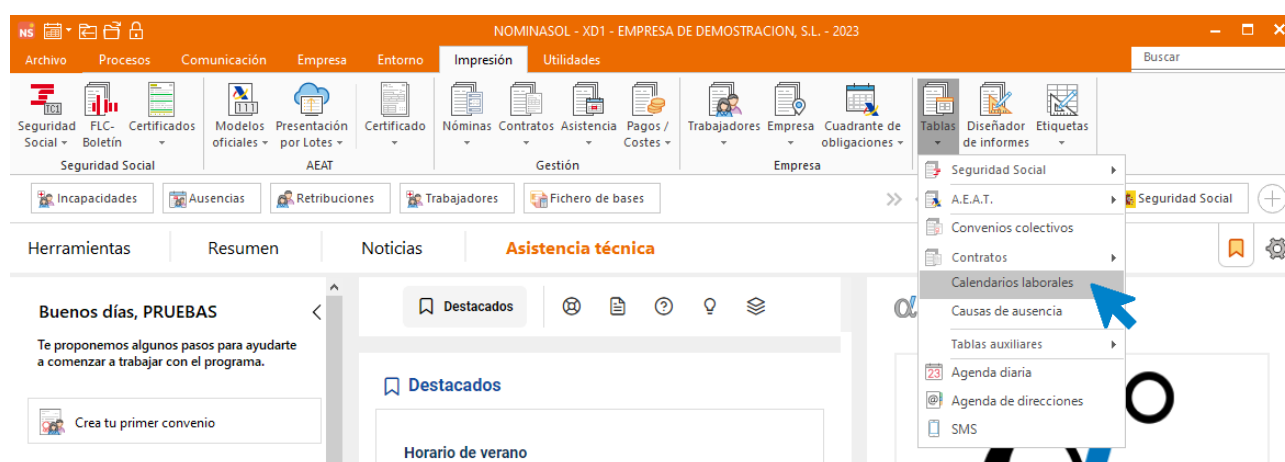 NS
NOMINASOL - XD1 - EMPRESA DE DEMOSTRACION, S.L. - 2023
Archivo Procesos Comunicación Empresa Entorno Impresión Utilidades Buscar
TC1
Seguridad Social
FLC-Boletín
Certificados
Modelos oficiales
Presentación por Lotes
Certificado
Nóminas
Contratos
Asistencia
Pagos / Costes
Trabajadores
Empresa
Cuadrante de obligaciones
Tablas
Diseñador de informes
Etiquetas
Seguridad Social AEAT Gestión Empresa
Incapacidades Ausencias Retribuciones Trabajadores Fichero de bases Seguridad Social
Herramientas Resumen Noticias Asistencia técnica
Seguridad Social
A.E.A.T.
Convenios colectivos
Contratos
Calendarios laborales
Causas de ausencia
Tablas auxiliares
23 Agenda diaria
Agenda de direcciones
SMS
Buenos días, PRUEBAS
Te proponemos algunos pasos para ayudarte
a comenzar a trabajar con el programa.
Crea tu primer convenio
Destacados
Destacados
Horario de verano